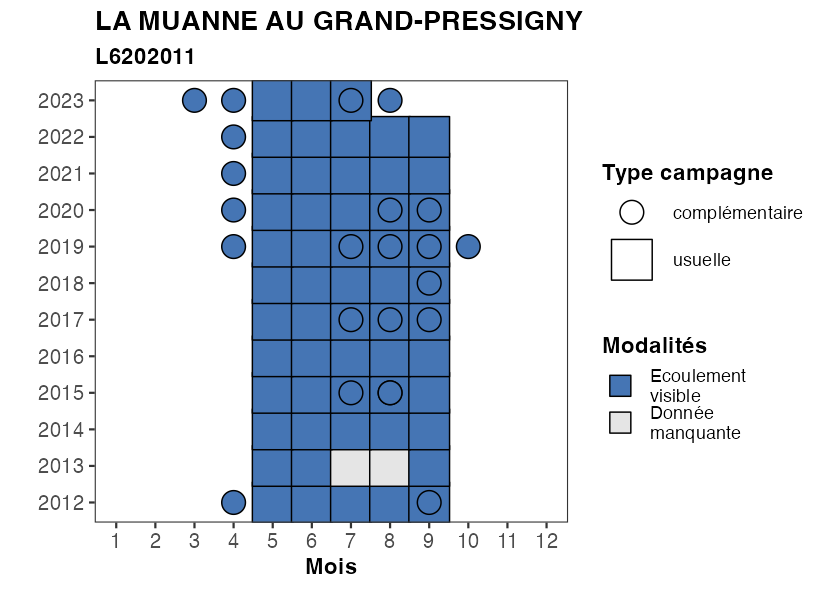 LA MUANNE AU GRAND-PRESSIGNY
L6202011
2023
2022
2021
2020
2019
2018
2017
2016
2015
2014
2013
2012
1 2 3 4 5 6 7 8 9 10 11 12
Mois
Type campagne
complémentaire
usuelle
Modalités
Ecoulement
visible
Donnée
manquante